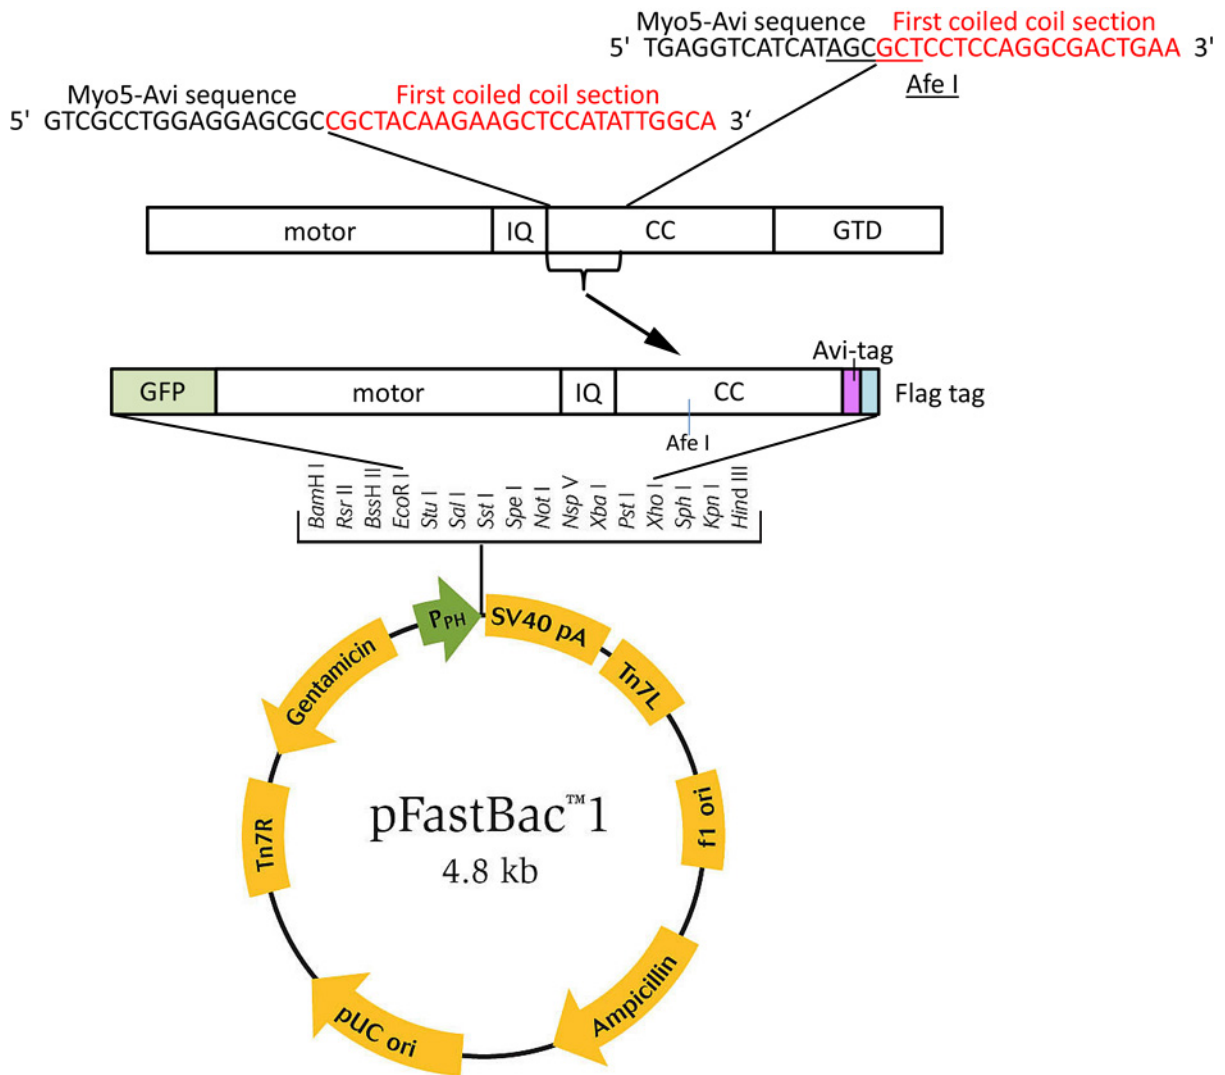 Myo5-Avi sequence First coiled coil section
5' TGAGGTCATCATAGCGCTCCTCCAGGCGACTGAA 3'
Afe I
Myo5-Avi sequence First coiled coil section
5' GTCGCCTGGAGGAGCGCCGCTACAAGAAGCTCCATATTGGCA 3‘
motor IQ CC GTD
Avi-tag
GFP motor IQ CC Flag tag
Afe I
BamH I
Rsr II
BssH II
EcoR I
Stu I
Sal I
Sst I
Spe I
Not I
Nsp V
Xba I
Pst I
Xho I
Sph I
Kpn I
Hind III
PPH
SV40 pA
Tn7L
f1 ori
Ampicillin
pUC ori
Tn7R
Gentamicin
pFastBac™1
4.8 kb